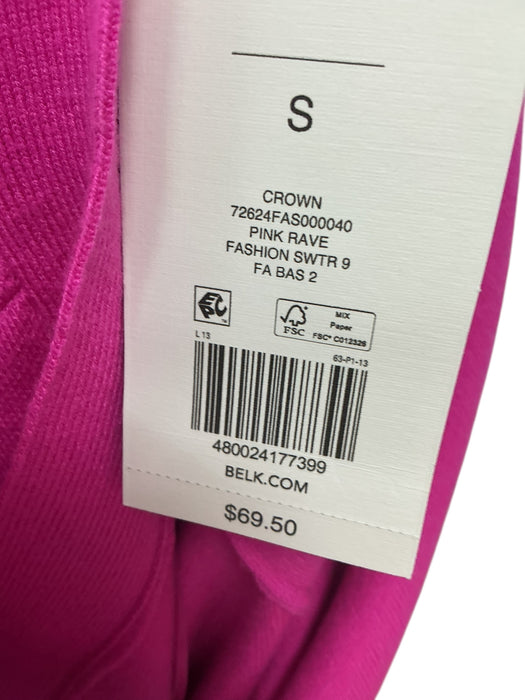 S
CROWN
72624FAS000040
PINK RAVE
FASHION SWTR 9
FA BAS 2
EPC™
FSC
MIX
Paper
FSC® C012326
L 13
63-P1-13
480024177399
BELK.COM
$69.50